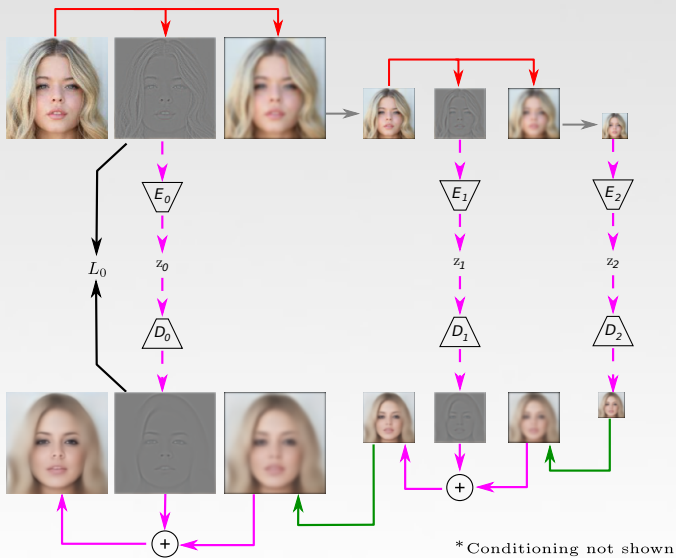 E0
E1
E2
L0
z0
z1
z2
D0
D1
D2
+
+
*Conditioning not shown